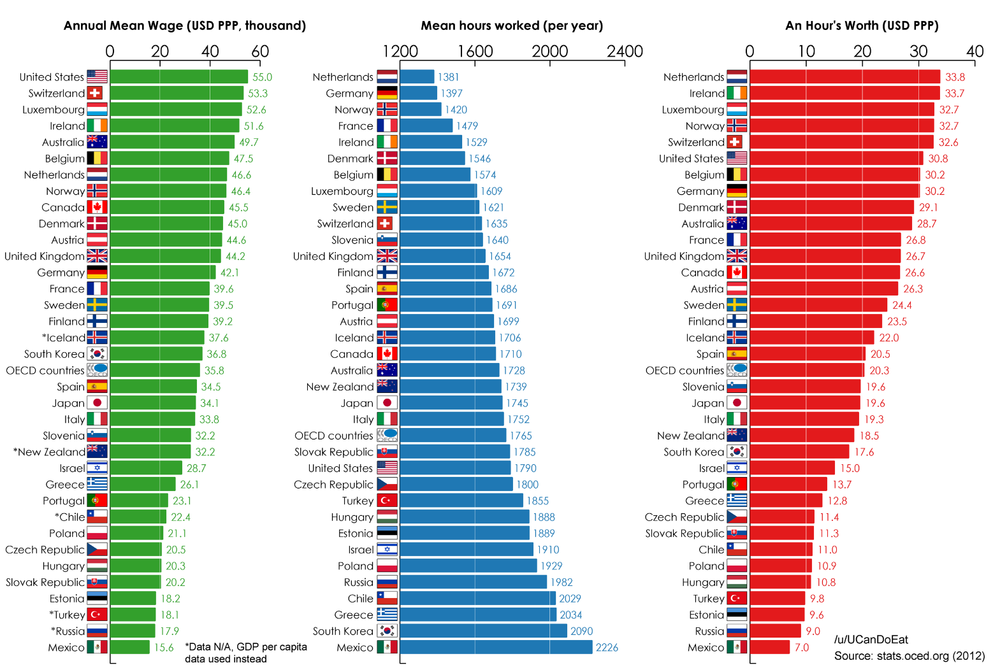 Annual Mean Wage (USD PPP, thousand)
0 20 40 60
United States 55.0
Switzerland 53.3
Luxembourg 52.6
Ireland 51.6
Australia 49.7
Belgium 47.5
Netherlands 46.6
Norway 46.4
Canada 45.5
Denmark 45.0
Austria 44.6
United Kingdom 44.2
Germany 42.1
France 39.6
Sweden 39.5
Finland 39.2
*Iceland 37.6
South Korea 36.8
OECD countries OECD 35.8
Spain 34.5
Japan 34.1
Italy 33.8
Slovenia 32.2
*New Zealand 32.2
Israel 28.7
Greece 26.1
Portugal 23.1
*Chile 22.4
Poland 21.1
Czech Republic 20.5
Hungary 20.3
Slovak Republic 20.2
Estonia 18.2
*Turkey 18.1
*Russia 17.9
Mexico 15.6
*Data N/A, GDP per capita
data used instead
Mean hours worked (per year)
1200 1600 2000 2400
Netherlands 1381
Germany 1397
Norway 1420
France 1479
Ireland 1529
Denmark 1546
Belgium 1574
Luxembourg 1609
Sweden 1621
Switzerland 1635
Slovenia 1640
United Kingdom 1654
Finland 1672
Spain 1686
Portugal 1691
Austria 1699
Iceland 1706
Canada 1710
Australia 1728
New Zealand 1739
Japan 1745
Italy 1752
OECD countries OECD 1765
Slovak Republic 1785
United States 1790
Czech Republic 1800
Turkey 1855
Hungary 1888
Estonia 1889
Israel 1910
Poland 1929
Russia 1982
Chile 2029
Greece 2034
South Korea 2090
Mexico 2226
An Hour's Worth (USD PPP)
0 10 20 30 40
Netherlands 33.8
Ireland 33.7
Luxembourg 32.7
Norway 32.7
Switzerland 32.6
United States 30.8
Belgium 30.2
Germany 30.2
Denmark 29.1
Australia 28.7
France 26.8
United Kingdom 26.7
Canada 26.6
Austria 26.3
Sweden 24.4
Finland 23.5
Iceland 22.0
Spain 20.5
OECD countries OECD 20.3
Slovenia 19.6
Japan 19.6
Italy 19.3
New Zealand 18.5
South Korea 17.6
Israel 15.0
Portugal 13.7
Greece 12.8
Czech Republic 11.4
Slovak Republic 11.3
Chile 11.0
Poland 10.9
Hungary 10.8
Turkey 9.8
Estonia 9.6
Russia 9.0
Mexico 7.0
/u/UCanDoEat
Source: stats.oced.org (2012)